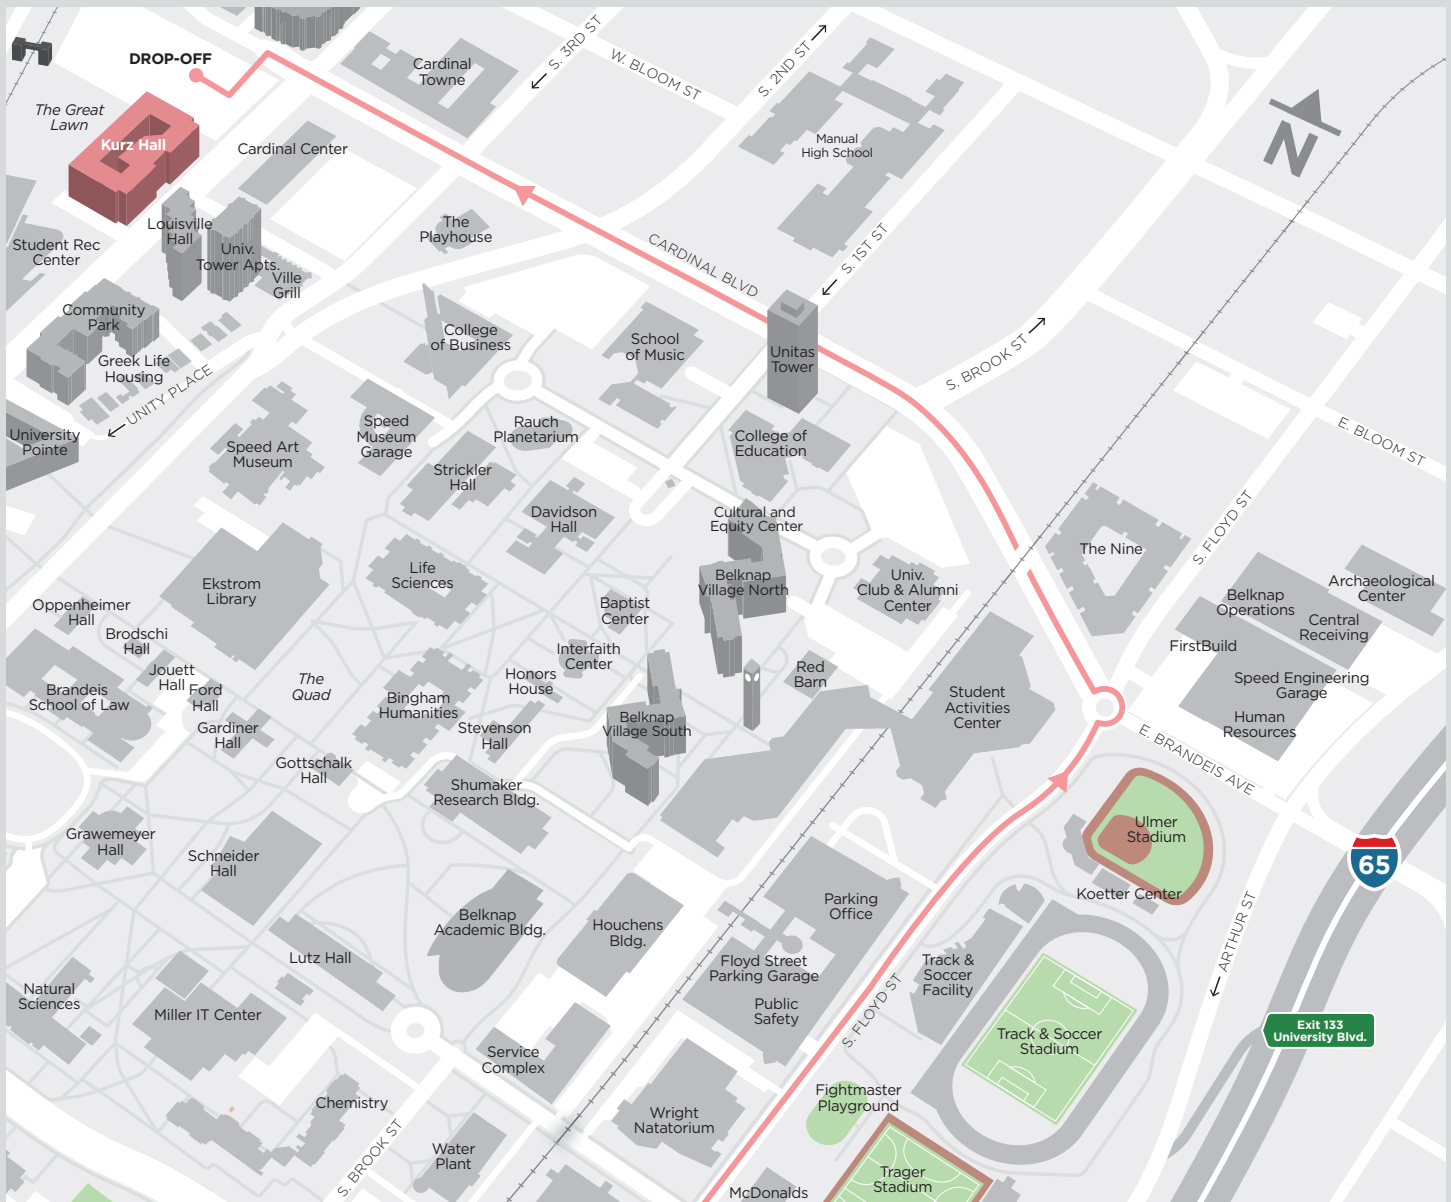 S. 3RD ST
W. BLOOM ST
S. 2ND ST
DROP-OFF
Cardinal
Towne
The Great
Lawn
Kurz Hall
Cardinal Center
Manual
High School
N
Louisville
Hall
Univ.
Tower Apts.
Ville
Grill
The
Playhouse
Student Rec
Center
CARDINAL BLVD
S. 1ST ST
Community
Park
Greek Life
Housing
UNITY PLACE
College
of Business
School
of Music
Unitas
Tower
S. BROOK ST
University
Pointe
Speed Art
Museum
Speed
Museum
Garage
Rauch
Planetarium
Strickler
Hall
College of
Education
E. BLOOM ST
Davidson
Hall
Cultural and
Equity Center
S. FLOYD ST
The Nine
Ekstrom
Library
Life
Sciences
Belknap
Village North
Univ.
Club & Alumni
Center
Belknap
Operations
Archaeological
Center
Central
Receiving
FirstBuild
Oppenheimer
Hall
Brodschi
Hall
Jouett
Hall
Ford
Hall
Brandeis
School of Law
The
Quad
Baptist
Center
Interfaith
Center
Honors
House
Red
Barn
Student
Activities
Center
Speed Engineering
Garage
Human
Resources
Gardiner
Hall
Bingham
Humanities
Stevenson
Hall
Belknap
Village South
E. BRANDEIS AVE
Gottschalk
Hall
Shumaker
Research Bldg.
Grawemeyer
Hall
Schneider
Hall
Ulmer
Stadium
65
Koetter Center
Parking
Office
Belknap
Academic Bldg.
Houchens
Bldg.
ARTHUR ST
Lutz Hall
Floyd Street
Parking Garage
Track &
Soccer
Facility
Natural
Sciences
Miller IT Center
Public
Safety
S. FLOYD ST
Track & Soccer
Stadium
Exit 133
University Blvd.
Service
Complex
Chemistry
Fightmaster
Playground
Wright
Natatorium
S. BROOK ST
Water
Plant
McDonalds
Trager
Stadium